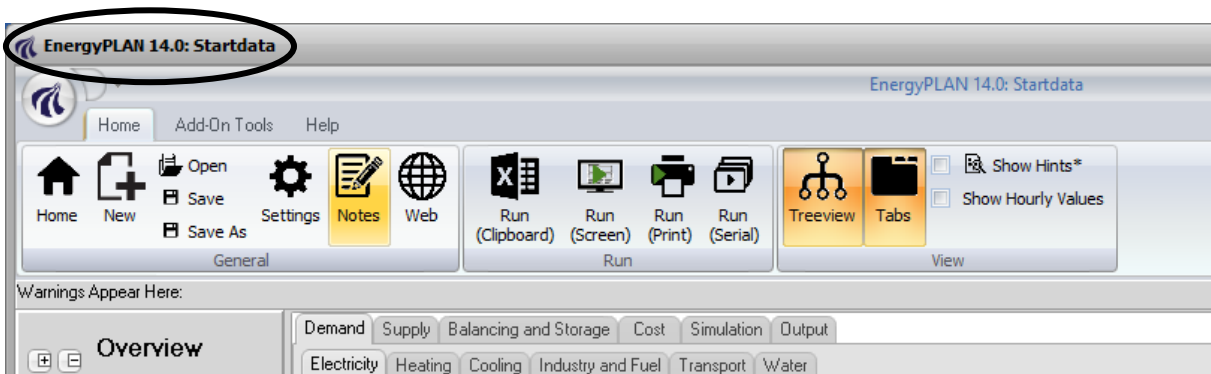 EnergyPLAN 14.0: Startdata
EnergyPLAN 14.0: Startdata
Home Add-On Tools Help
Home New Open Save Save As Settings Notes Web
Run (Clipboard) Run (Screen) Run (Print) Run (Serial)
Treeview Tabs Show Hints* Show Hourly Values
General Run View
Warnings Appear Here:
Overview
Demand Supply Balancing and Storage Cost Simulation Output
Electricity Heating Cooling Industry and Fuel Transport Water